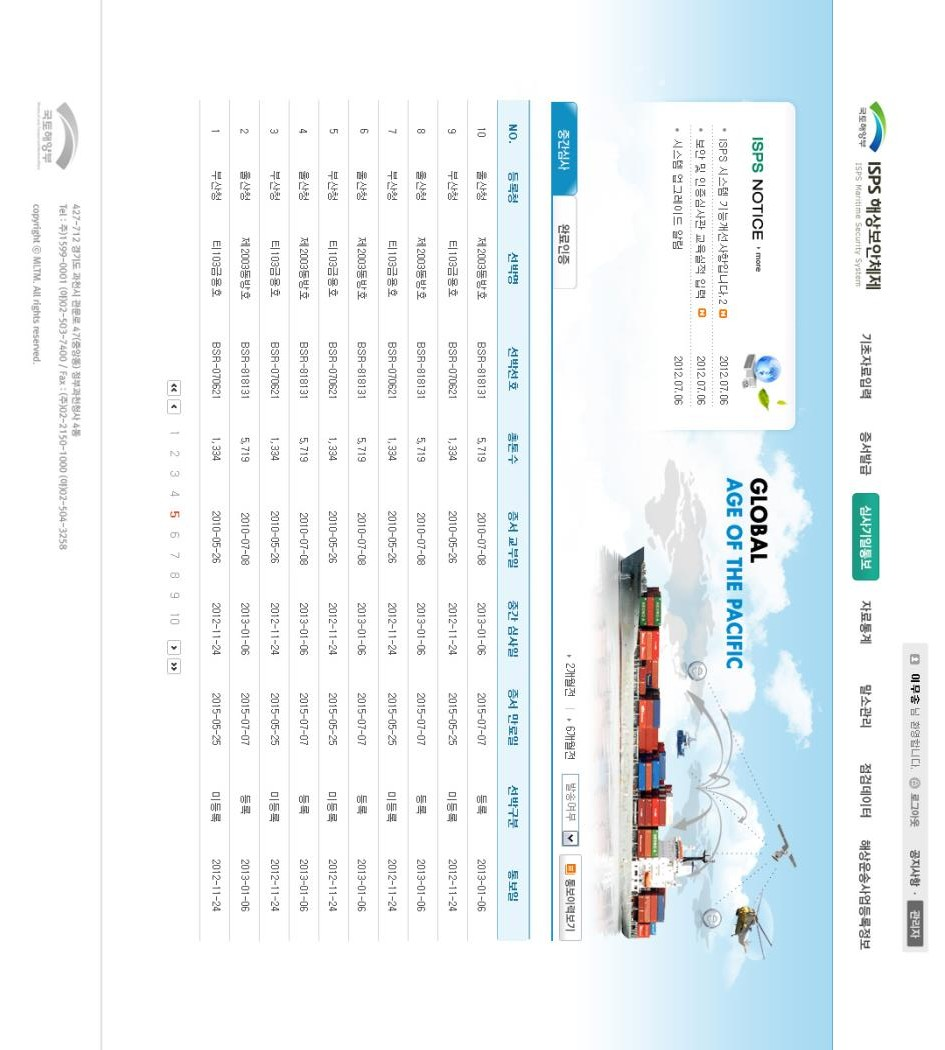 이무송 님 환영합니다. 로그아웃 공지사항 · 관리자
국토해양부 ISPS 해상보안체제
ISPS Maritime Security System
기초자료입력 증서발급 심사기일통보 자료통계 말소관리 점검데이터 해상운송사업등록정보
ISPS NOTICE more
ISPS 시스템 기능개선사항입니다.2 N 2012.07.06
보안 및 인증심사관 교육실적 입력 N 2012.07.06
시스템 업그레이드 알림 2012.07.06
GLOBAL
AGE OF THE PACIFIC
중간심사 완료인증 2개월전 | 6개월전 발송여부 통보이력보기
NO. 등록청 선박명 선박번호 총톤수 증서 교부일 중간 심사일 증서 만료일 선박구분 통보일
10 울산청 제2003동방호 BSR-818131 5,719 2010-07-08 2013-01-06 2015-07-07 등록 2013-01-06
9 부산청 티1103금용호 BSR-070621 1,334 2010-05-26 2012-11-24 2015-05-25 미등록 2012-11-24
8 울산청 제2003동방호 BSR-818131 5,719 2010-07-08 2013-01-06 2015-07-07 등록 2013-01-06
7 부산청 티1103금용호 BSR-070621 1,334 2010-05-26 2012-11-24 2015-05-25 미등록 2012-11-24
6 울산청 제2003동방호 BSR-818131 5,719 2010-07-08 2013-01-06 2015-07-07 등록 2013-01-06
5 부산청 티1103금용호 BSR-070621 1,334 2010-05-26 2012-11-24 2015-05-25 미등록 2012-11-24
4 울산청 제2003동방호 BSR-818131 5,719 2010-07-08 2013-01-06 2015-07-07 등록 2013-01-06
3 부산청 티1103금용호 BSR-070621 1,334 2010-05-26 2012-11-24 2015-05-25 미등록 2012-11-24
2 울산청 제2003동방호 BSR-818131 5,719 2010-07-08 2013-01-06 2015-07-07 등록 2013-01-06
1 부산청 티1103금용호 BSR-070621 1,334 2010-05-26 2012-11-24 2015-05-25 미등록 2012-11-24
1 2 3 4 5 6 7 8 9 10
국토해양부
427-712 경기도 과천시 관문로 47(중앙동) 정부과천청사 4동
Tel : 주)1599-0001 (야)02-503-7400 / Fax : (주)02-2150-1000 (야)02-504-3258
copyright ⓒ MLTM. All rights reserved.